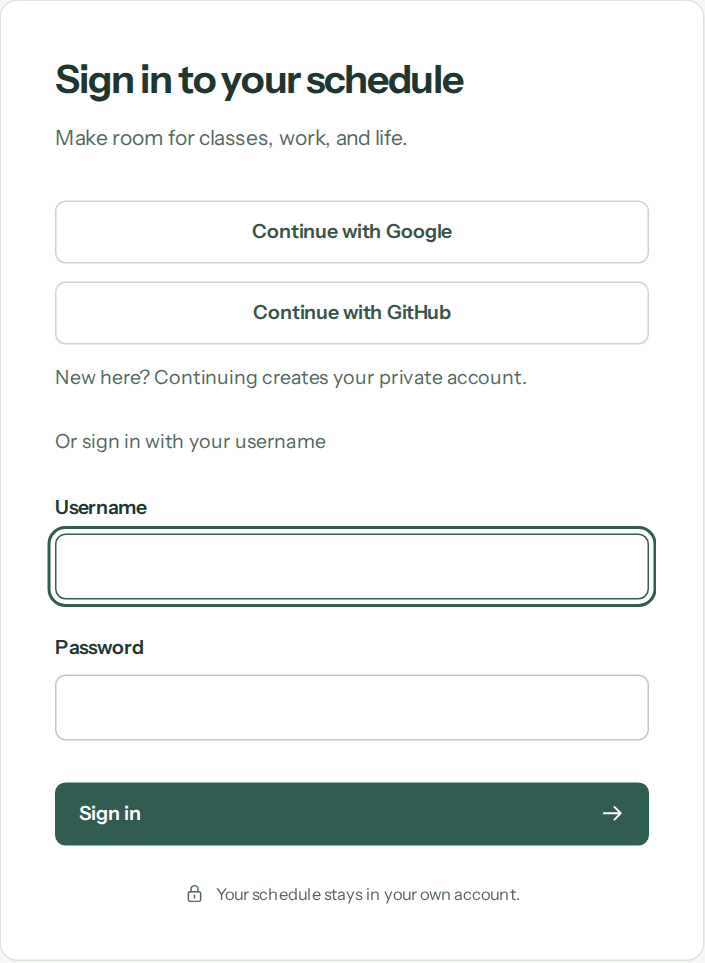 Sign in to your schedule
Make room for classes, work, and life.
Continue with Google
Continue with GitHub
New here? Continuing creates your private account.
Or sign in with your username
Username
Password
Sign in
Your schedule stays in your own account.